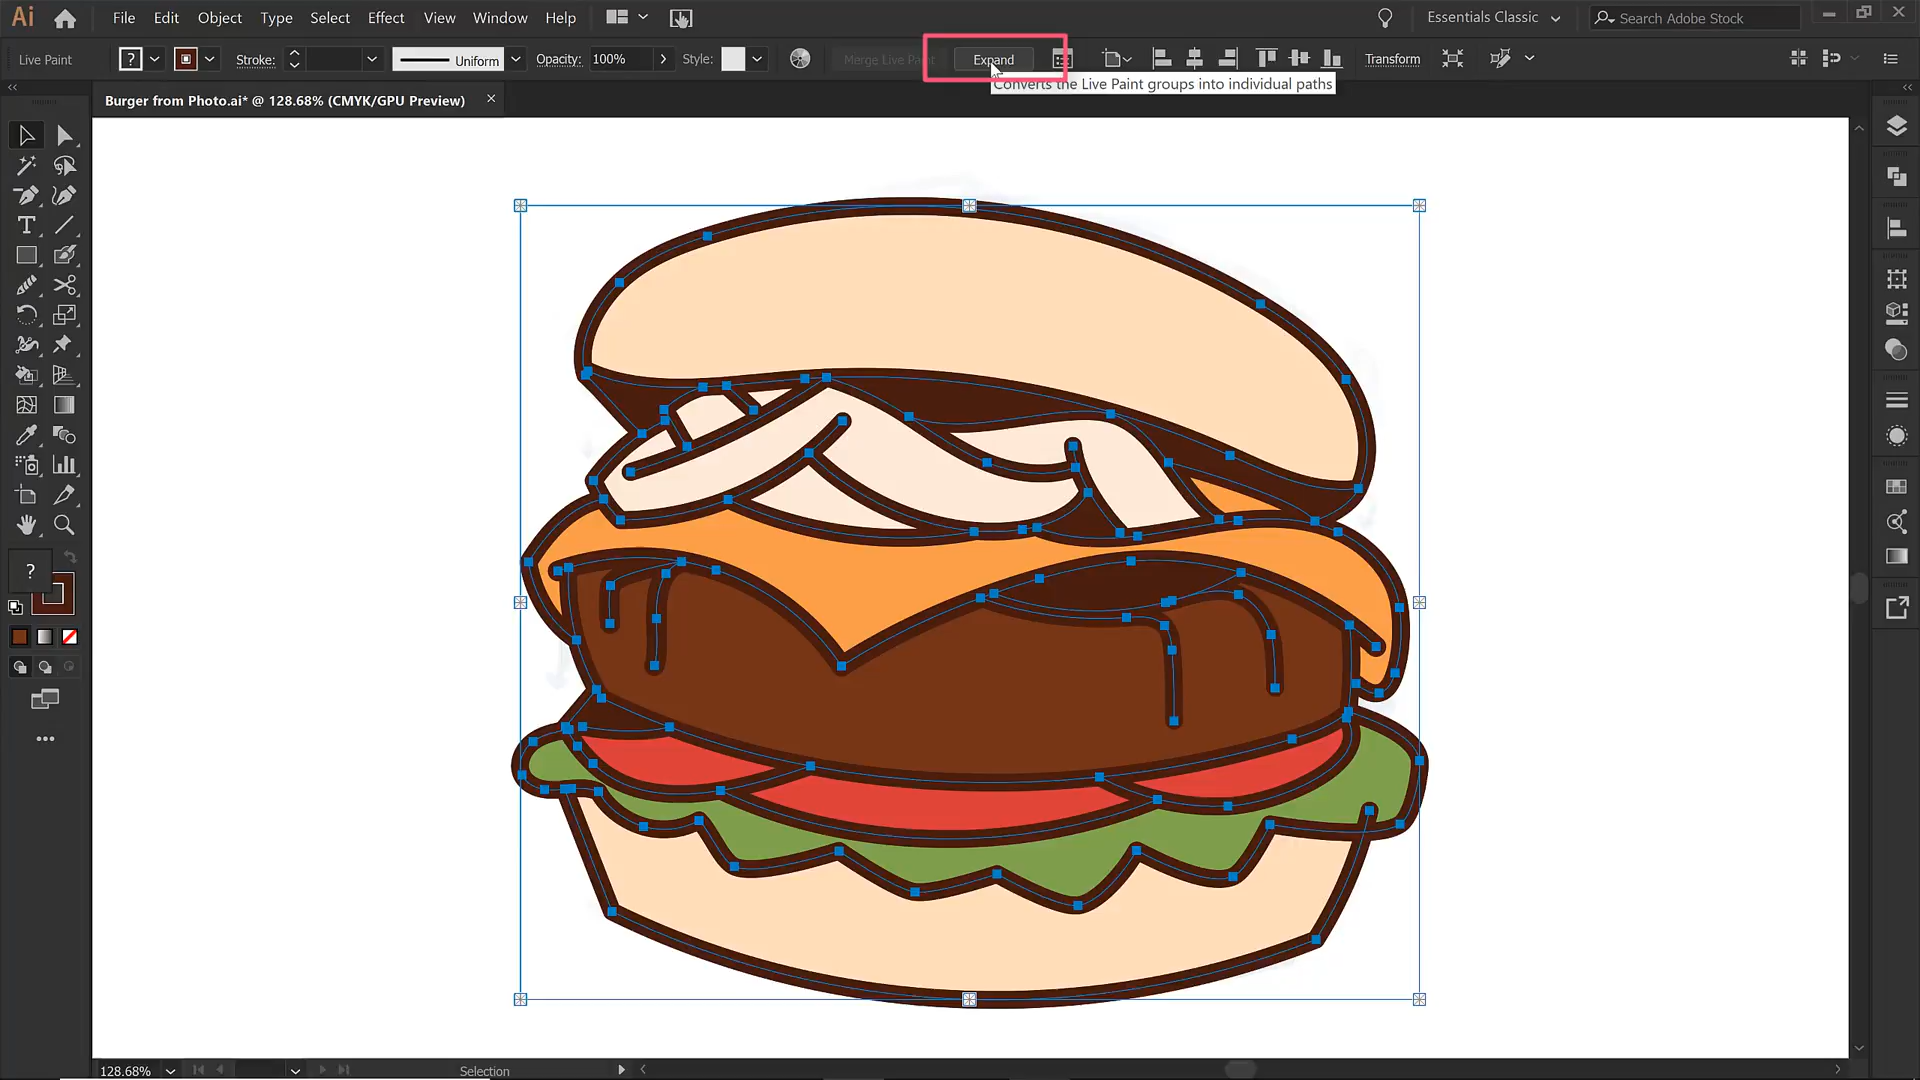 Ai File Edit Object Type Select Effect View Window Help Essentials Classic Search Adobe Stock
Live Paint ? Stroke: Uniform Opacity: 100% Style: Merge Live Expand Transform
Converts the Live Paint groups into individual paths
Burger from Photo.ai* @ 128.68% (CMYK/GPU Preview)
T
?
128.68% Selection